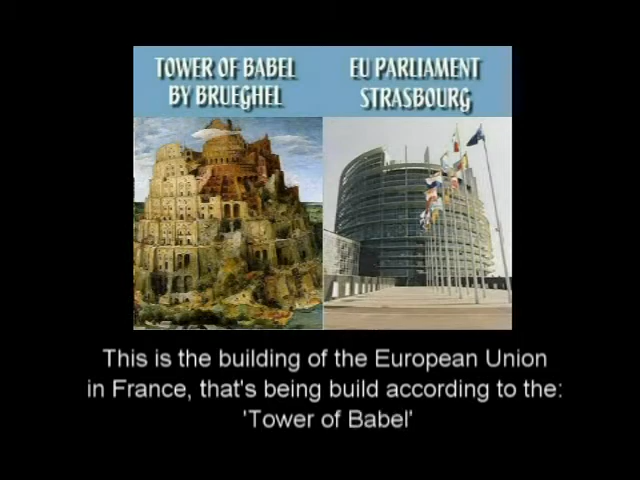 TOWER OF BABEL
BY BRUEGHEL
EU PARLIAMENT
STRASBOURG
This is the building of the European Union
in France, that's being build according to the:
'Tower of Babel'